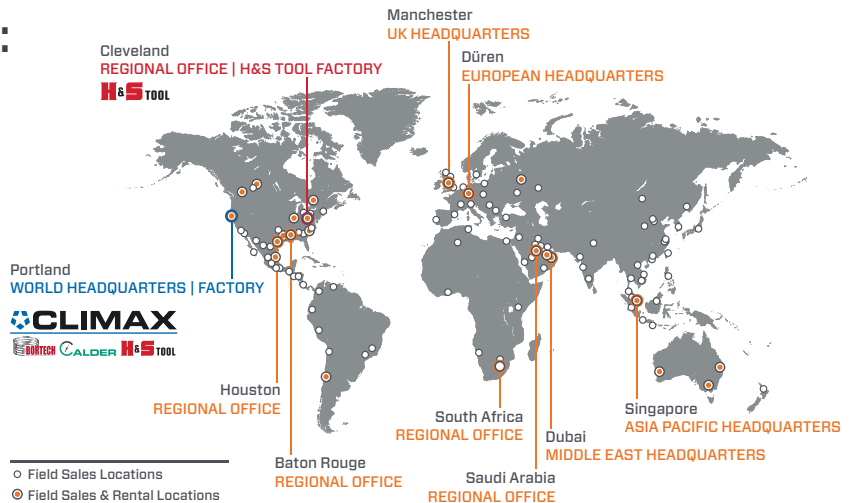 :
Manchester
UK HEADQUARTERS
Cleveland
REGIONAL OFFICE | H&S TOOL FACTORY
H&S TOOL
Düren
EUROPEAN HEADQUARTERS
Portland
WORLD HEADQUARTERS | FACTORY
CLIMAX
BORTECH CALDER H&S TOOL
Houston
REGIONAL OFFICE
South Africa
REGIONAL OFFICE
Singapore
ASIA PACIFIC HEADQUARTERS
Dubai
MIDDLE EAST HEADQUARTERS
Baton Rouge
REGIONAL OFFICE
Saudi Arabia
REGIONAL OFFICE
Field Sales Locations
Field Sales & Rental Locations